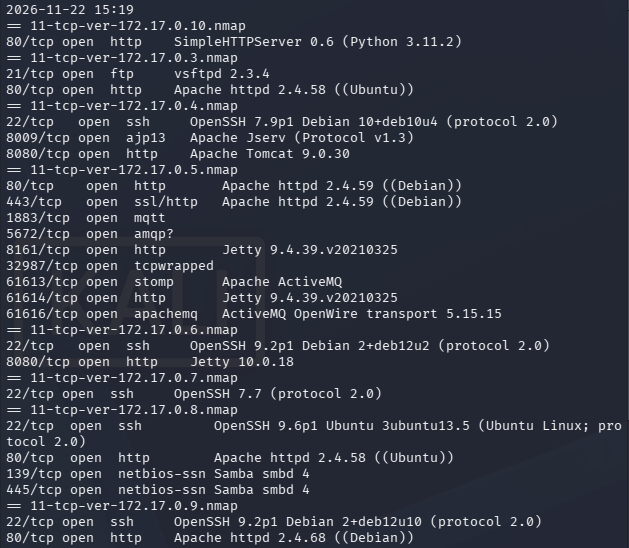 2026-11-22 15:19
== 11-tcp-ver-172.17.0.10.nmap
80/tcp open  http    SimpleHTTPServer 0.6 (Python 3.11.2)
== 11-tcp-ver-172.17.0.3.nmap
21/tcp open  ftp     vsftpd 2.3.4
80/tcp open  http    Apache httpd 2.4.58 ((Ubuntu))
== 11-tcp-ver-172.17.0.4.nmap
22/tcp   open  ssh     OpenSSH 7.9p1 Debian 10+deb10u4 (protocol 2.0)
8009/tcp open  ajp13   Apache Jserv (Protocol v1.3)
8080/tcp open  http    Apache Tomcat 9.0.30
== 11-tcp-ver-172.17.0.5.nmap
80/tcp    open  http       Apache httpd 2.4.59 ((Debian))
443/tcp   open  ssl/http   Apache httpd 2.4.59 ((Debian))
1883/tcp  open  mqtt
5672/tcp  open  amqp?
8161/tcp  open  http       Jetty 9.4.39.v20210325
32987/tcp open  tcpwrapped
61613/tcp open  stomp      Apache ActiveMQ
61614/tcp open  http       Jetty 9.4.39.v20210325
61616/tcp open  apachemq   ActiveMQ OpenWire transport 5.15.15
== 11-tcp-ver-172.17.0.6.nmap
22/tcp   open  ssh     OpenSSH 9.2p1 Debian 2+deb12u2 (protocol 2.0)
8080/tcp open  http    Jetty 10.0.18
== 11-tcp-ver-172.17.0.7.nmap
22/tcp open  ssh     OpenSSH 7.7 (protocol 2.0)
== 11-tcp-ver-172.17.0.8.nmap
22/tcp  open  ssh         OpenSSH 9.6p1 Ubuntu 3ubuntu13.5 (Ubuntu Linux; pro
tocol 2.0)
80/tcp  open  http        Apache httpd 2.4.58 ((Ubuntu))
139/tcp open  netbios-ssn Samba smbd 4
445/tcp open  netbios-ssn Samba smbd 4
== 11-tcp-ver-172.17.0.9.nmap
22/tcp open  ssh     OpenSSH 9.2p1 Debian 2+deb12u10 (protocol 2.0)
80/tcp open  http    Apache httpd 2.4.68 ((Debian))